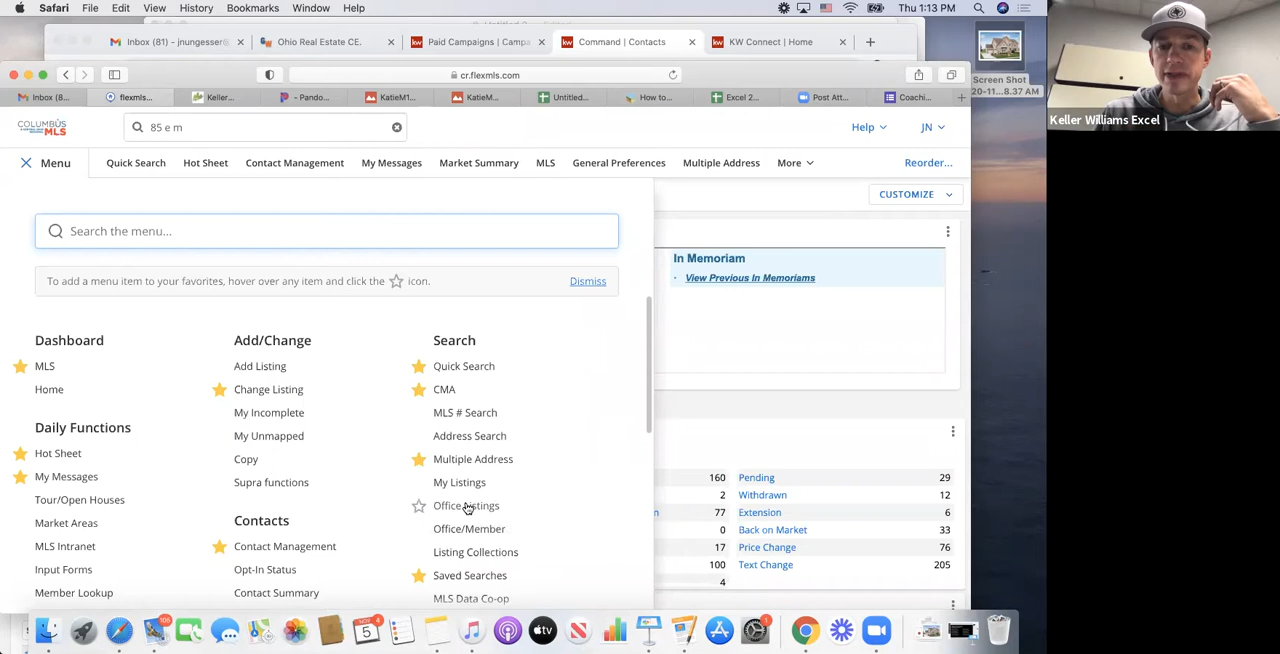 Safari File Edit View History Bookmarks Window Help Thu 1:13 PM
Inbox (81) - jnungesser@ Ohio Real Estate CE. Paid Campaigns | Campa Command | Contacts KW Connect | Home
cr.flexmls.com
Screen Shot
20-11...8.37 AM
Inbox (8... flexmls... Keller... P - Pando... KatieM1... KatieM... Untitled... How to... Excel 2... Post Att... Coachi...
Keller Williams Excel
COLUMBUS
MLS
85 e m
Help JN
Menu Quick Search Hot Sheet Contact Management My Messages Market Summary MLS General Preferences Multiple Address More Reorder...
CUSTOMIZE
Search the menu...
In Memoriam
View Previous In Memoriams
To add a menu item to your favorites, hover over any item and click the icon. Dismiss
Dashboard
MLS
Home
Daily Functions
Hot Sheet
My Messages
Tour/Open Houses
Market Areas
MLS Intranet
Input Forms
Member Lookup
Add/Change
Add Listing
Change Listing
My Incomplete
My Unmapped
Copy
Supra functions
Contacts
Contact Management
Opt-In Status
Contact Summary
Search
Quick Search
CMA
MLS # Search
Address Search
Multiple Address
My Listings
Office Listings
Office/Member
Listing Collections
Saved Searches
MLS Data Co-op
160 Pending 29
2 Withdrawn 12
n 77 Extension 6
0 Back on Market 33
17 Price Change 76
100 Text Change 205
4
NOV 4
5
tv
1